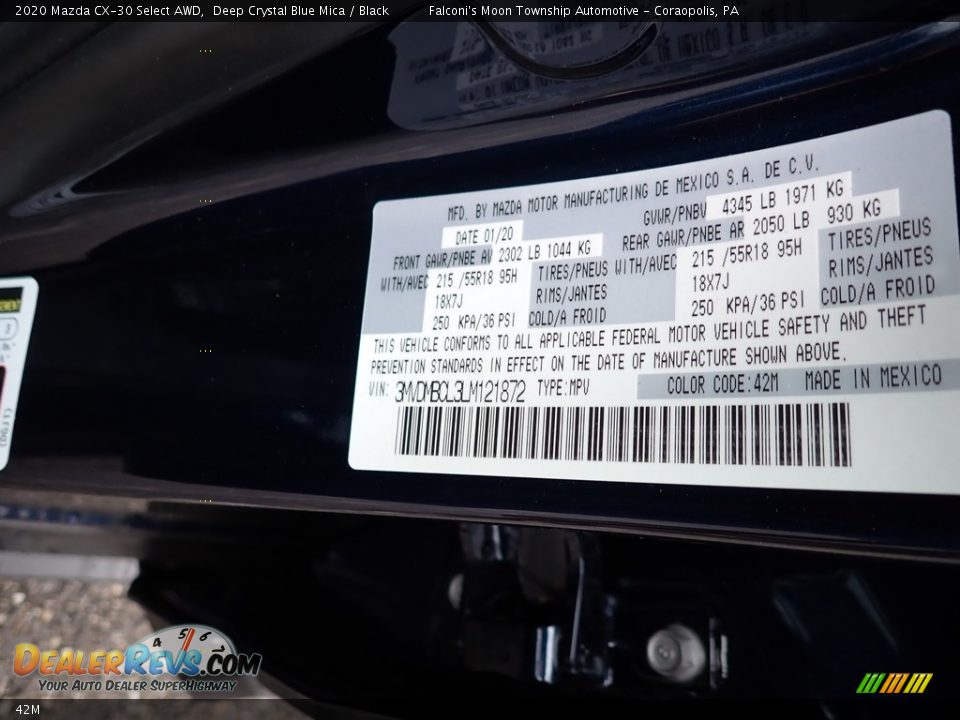 2020 Mazda CX-30 Select AWD, Deep Crystal Blue Mica / Black Falconi's Moon Township Automotive - Coraopolis, PA
MFD. BY MAZDA MOTOR MANUFACTURING DE MEXICO S.A. DE C.V.
DATE 01/20 GVWR/PNBV 4345 LB 1971 KG
FRONT GAWR/PNBE AV 2302 LB 1044 KG REAR GAWR/PNBE AR 2050 LB 930 KG
WITH/AVEC 215 /55R18 95H TIRES/PNEUS WITH/AVEC 215 /55R18 95H TIRES/PNEUS
18X7J RIMS/JANTES 18X7J RIMS/JANTES
250 KPA/36 PSI COLD/A FROID 250 KPA/36 PSI COLD/A FROID
THIS VEHICLE CONFORMS TO ALL APPLICABLE FEDERAL MOTOR VEHICLE SAFETY AND THEFT
PREVENTION STANDARDS IN EFFECT ON THE DATE OF MANUFACTURE SHOWN ABOVE.
VIN: 3MVDMBCL3LM121872 TYPE:MPV COLOR CODE:42M MADE IN MEXICO
(DGJ1)
4 5 6
DEALERREVS.COM
YOUR AUTO DEALER SUPERHIGHWAY
42M